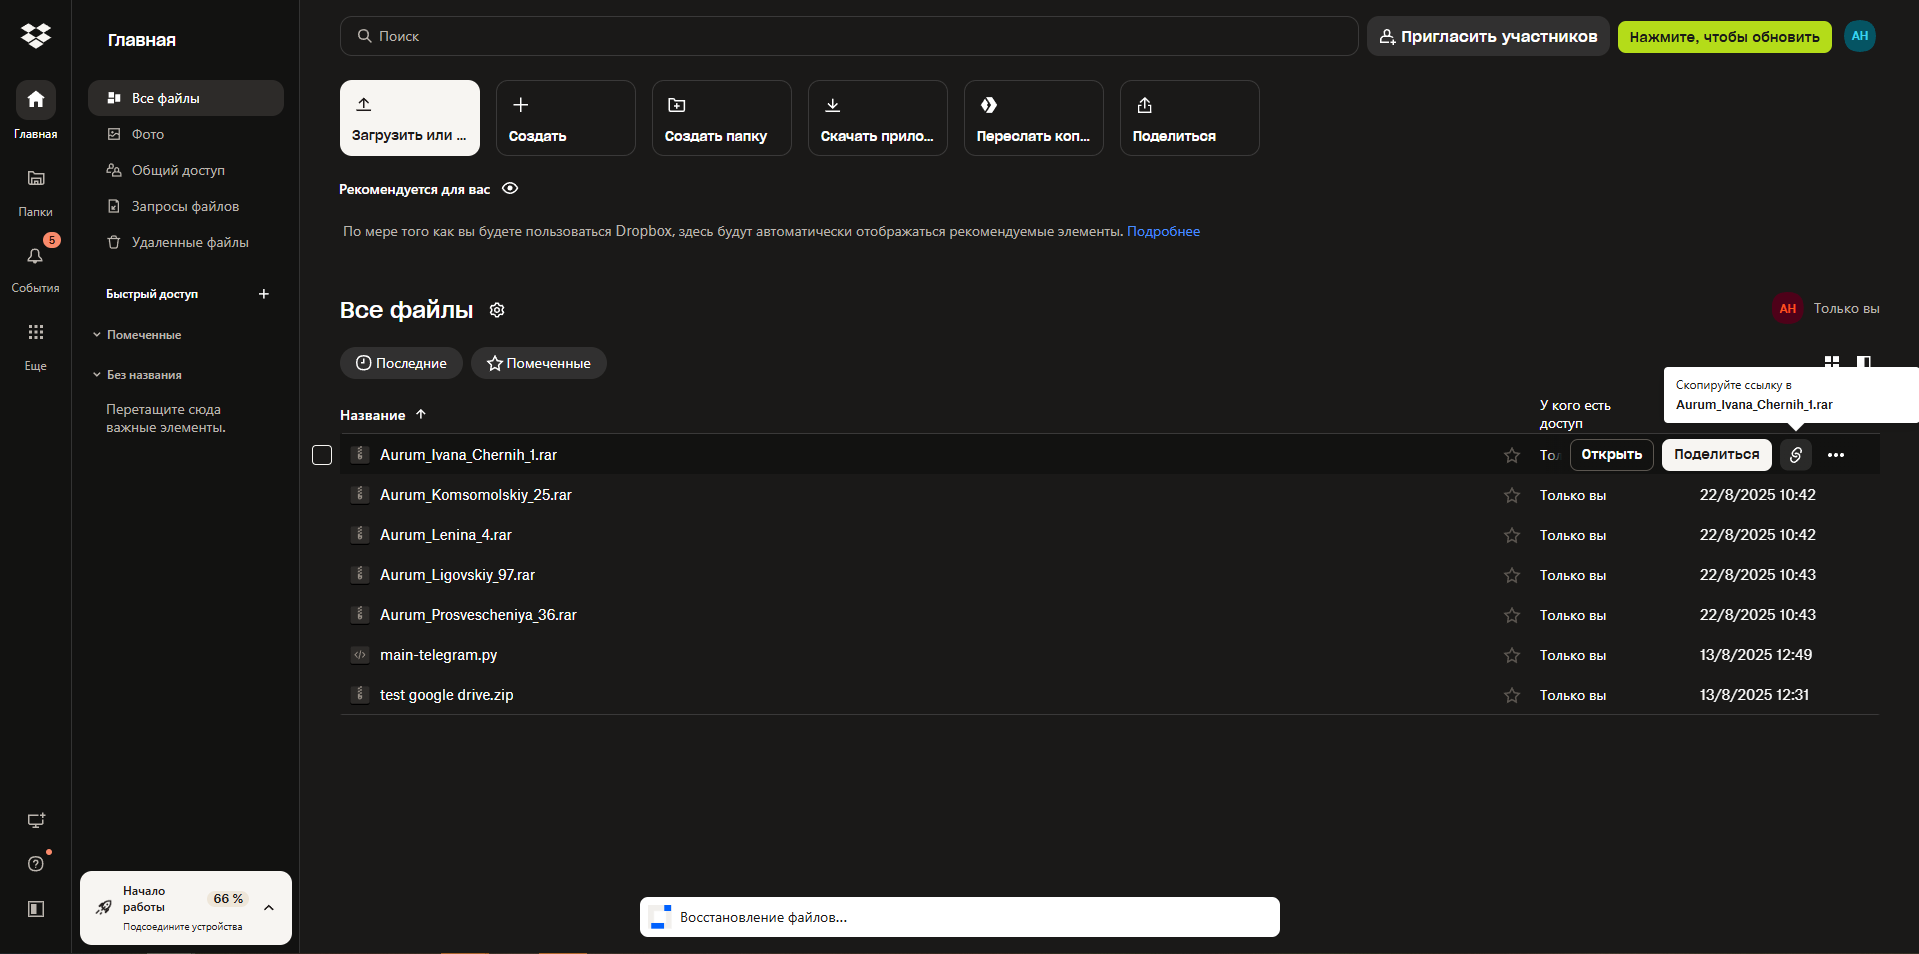 Главная
Папки
5
События
Еще
Главная
Все файлы
Фото
Общий доступ
Запросы файлов
Удаленные файлы
Быстрый доступ
Помеченные
Без названия
Перетащите сюда
важные элементы.
Начало
работы
66 %
Подсоедините устройства
Поиск
Пригласить участников
Нажмите, чтобы обновить
АН
Загрузить или ...
Создать
Создать папку
Скачать прило...
Переслать коп...
Поделиться
Рекомендуется для вас
По мере того как вы будете пользоваться Dropbox, здесь будут автоматически отображаться рекомендуемые элементы. Подробнее
Все файлы
АН Только вы
Последние
Помеченные
Скопируйте ссылку в
Aurum_Ivana_Chernih_1.rar
Название
У кого есть
доступ
Aurum_Ivana_Chernih_1.rar
Открыть
Поделиться
Aurum_Komsomolskiy_25.rar Только вы 22/8/2025 10:42
Aurum_Lenina_4.rar Только вы 22/8/2025 10:42
Aurum_Ligovskiy_97.rar Только вы 22/8/2025 10:43
Aurum_Prosvescheniya_36.rar Только вы 22/8/2025 10:43
main-telegram.py Только вы 13/8/2025 12:49
test google drive.zip Только вы 13/8/2025 12:31
Восстановление файлов...